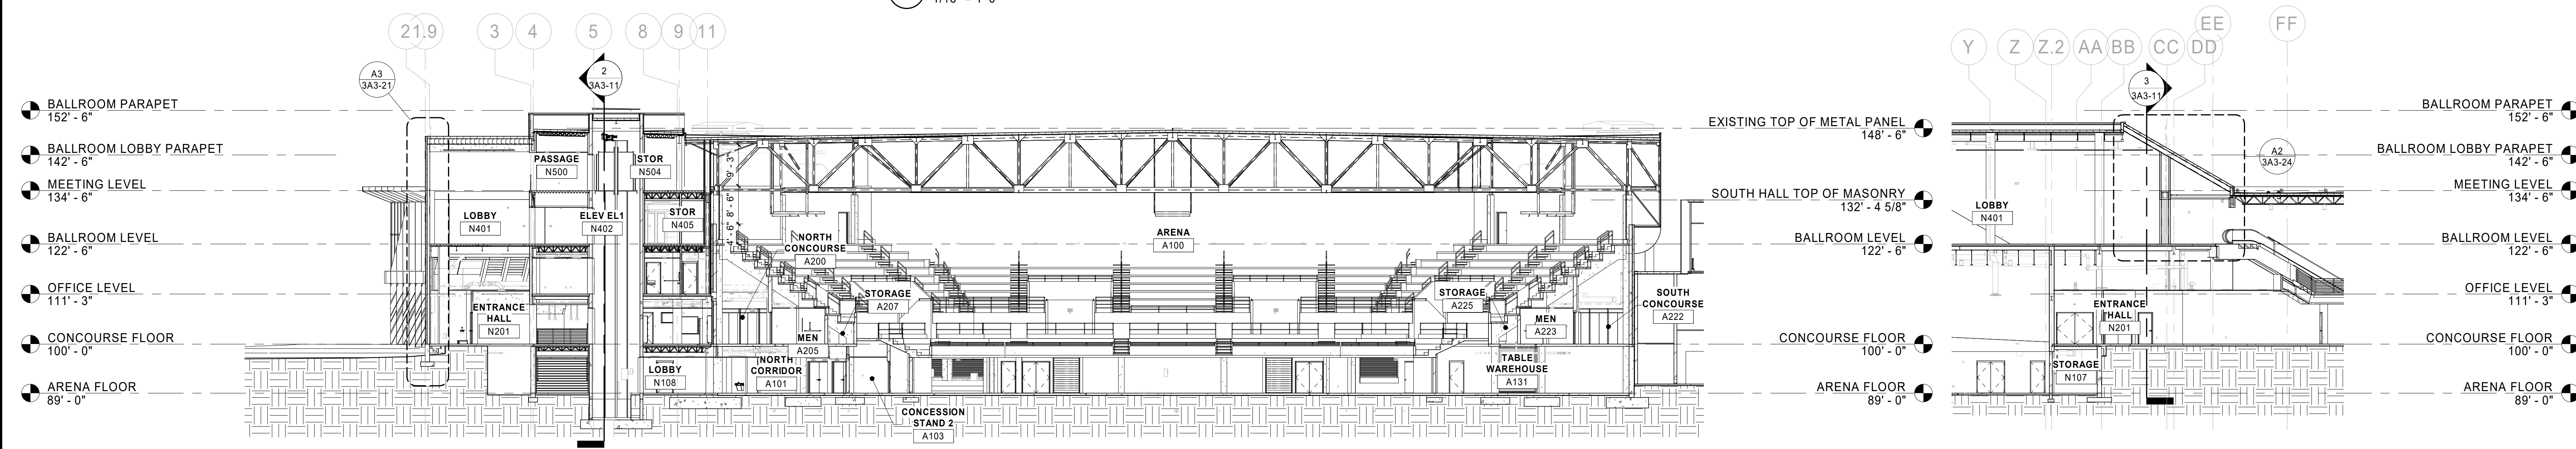 21.9
3
4
5
8
9
11
Y
Z
Z.2
AA
BB
CC
DD
EE
FF
A3
3A3-21
2
3A3-11
3
3A3-11
A2
3A3-24
BALLROOM PARAPET
152' - 6"
BALLROOM LOBBY PARAPET
142' - 6"
MEETING LEVEL
134' - 6"
BALLROOM LEVEL
122' - 6"
OFFICE LEVEL
111' - 3"
CONCOURSE FLOOR
100' - 0"
ARENA FLOOR
89' - 0"
PASSAGE
N500
STOR
N504
LOBBY
N401
ELEV EL1
N402
STOR
N405
ENTRANCE
HALL
N201
LOBBY
N108
NORTH
CONCOURSE
A200
STORAGE
A207
MEN
A205
NORTH
CORRIDOR
A101
CONCESSION
STAND 2
A103
ARENA
A100
STORAGE
A225
MEN
A223
TABLE
WAREHOUSE
A131
SOUTH
CONCOURSE
A222
EXISTING TOP OF METAL PANEL
148' - 6"
SOUTH HALL TOP OF MASONRY
132' - 4 5/8"
BALLROOM LEVEL
122' - 6"
CONCOURSE FLOOR
100' - 0"
ARENA FLOOR
89' - 0"
LOBBY
N401
ENTRANCE
HALL
N201
STORAGE
N107
BALLROOM PARAPET
152' - 6"
BALLROOM LOBBY PARAPET
142' - 6"
MEETING LEVEL
134' - 6"
BALLROOM LEVEL
122' - 6"
OFFICE LEVEL
111' - 3"
CONCOURSE FLOOR
100' - 0"
ARENA FLOOR
89' - 0"